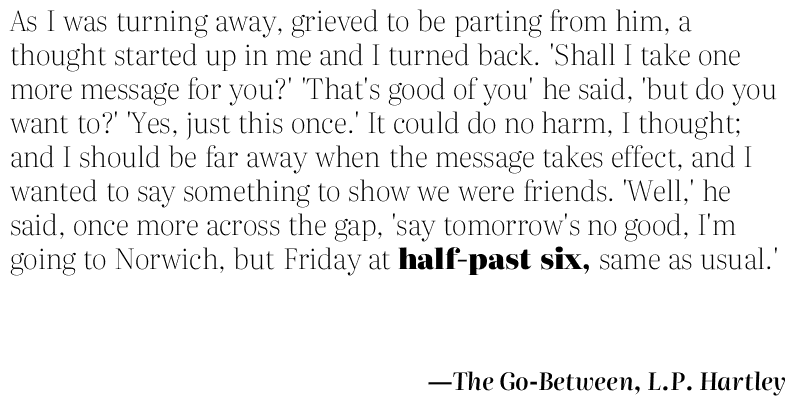 As I was turning away, grieved to be parting from him, a
thought started up in me and I turned back. 'Shall I take one
more message for you?' 'That's good of you' he said, 'but do you
want to?' 'Yes, just this once.' It could do no harm, I thought;
and I should be far away when the message takes effect, and I
wanted to say something to show we were friends. 'Well,' he
said, once more across the gap, 'say tomorrow's no good, I'm
going to Norwich, but Friday at half-past six, same as usual.'
—The Go-Between, L.P. Hartley